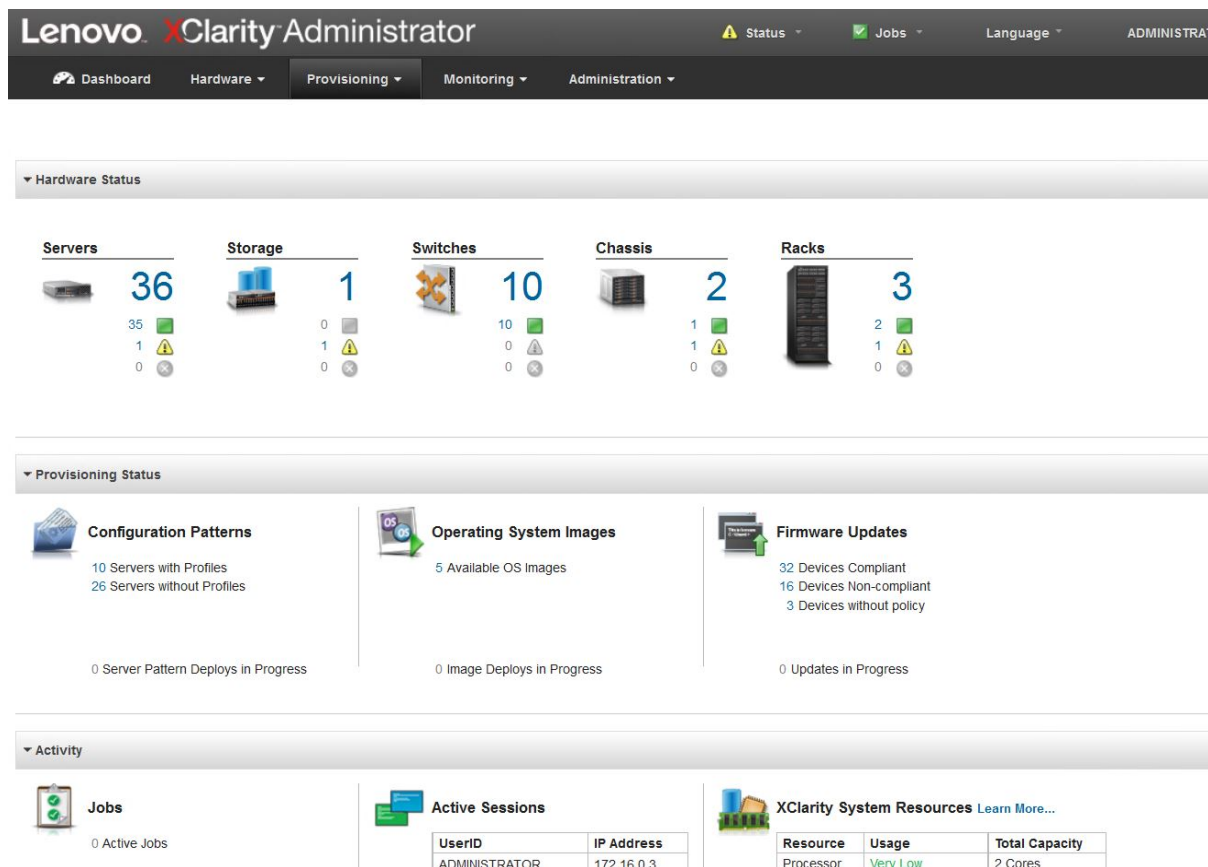 Lenovo XClarity Administrator Status Jobs Language ADMINISTRAT
Dashboard Hardware Provisioning Monitoring Administration
Hardware Status
Servers Storage Switches Chassis Racks
36 1 10 2 3
35 0 10 1 2
1 1 0 1 1
0 0 0 0 0
Provisioning Status
Configuration Patterns Operating System Images Firmware Updates
10 Servers with Profiles 5 Available OS Images 32 Devices Compliant
26 Servers without Profiles 16 Devices Non-compliant
3 Devices without policy
0 Server Pattern Deploys in Progress 0 Image Deploys in Progress 0 Updates in Progress
Activity
Jobs Active Sessions XClarity System Resources Learn More...
0 Active Jobs UserID IP Address Resource Usage Total Capacity
ADMINISTRATOR 172.16.0.3 Processor Very Low 2 Cores